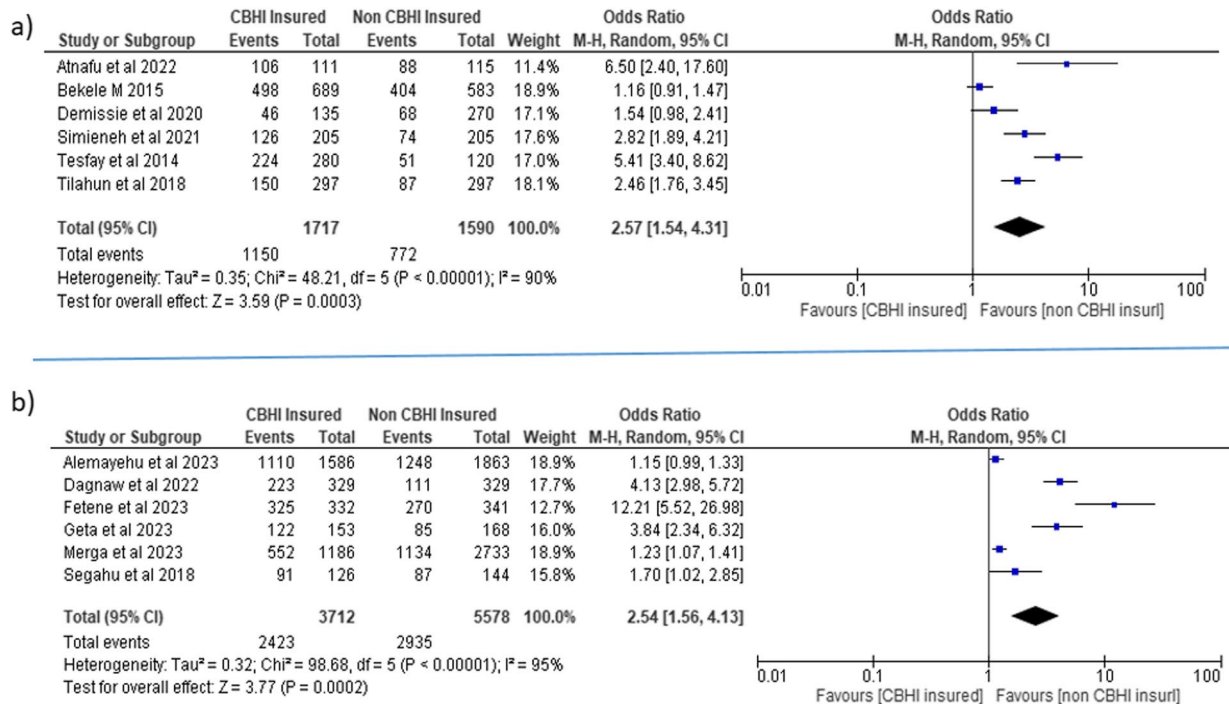 a)
CBHI Insured Non CBHI Insured Odds Ratio Odds Ratio
Study or Subgroup Events Total Events Total Weight M-H, Random, 95% CI M-H, Random, 95% CI
Atnafu et al 2022 106 111 88 115 11.4% 6.50 [2.40, 17.60]
Bekele M 2015 498 689 404 583 18.9% 1.16 [0.91, 1.47]
Demissie et al 2020 46 135 68 270 17.1% 1.54 [0.98, 2.41]
Simieneh et al 2021 126 205 74 205 17.6% 2.82 [1.89, 4.21]
Tesfay et al 2014 224 280 51 120 17.0% 5.41 [3.40, 8.62]
Tilahun et al 2018 150 297 87 297 18.1% 2.46 [1.76, 3.45]
Total (95% CI) 1717 1590 100.0% 2.57 [1.54, 4.31]
Total events 1150 772
Heterogeneity: Tau² = 0.35; Chi² = 48.21, df = 5 (P < 0.00001); I² = 90%
Test for overall effect: Z = 3.59 (P = 0.0003)
0.01 0.1 1 10 100
Favours [CBHI insured] Favours [non CBHI insurl]
b)
CBHI Insured Non CBHI Insured Odds Ratio Odds Ratio
Study or Subgroup Events Total Events Total Weight M-H, Random, 95% CI M-H, Random, 95% CI
Alemayehu et al 2023 1110 1586 1248 1863 18.9% 1.15 [0.99, 1.33]
Dagnaw et al 2022 223 329 111 329 17.7% 4.13 [2.98, 5.72]
Fetene et al 2023 325 332 270 341 12.7% 12.21 [5.52, 26.98]
Geta et al 2023 122 153 85 168 16.0% 3.84 [2.34, 6.32]
Merga et al 2023 552 1186 1134 2733 18.9% 1.23 [1.07, 1.41]
Segahu et al 2018 91 126 87 144 15.8% 1.70 [1.02, 2.85]
Total (95% CI) 3712 5578 100.0% 2.54 [1.56, 4.13]
Total events 2423 2935
Heterogeneity: Tau² = 0.32; Chi² = 98.68, df = 5 (P < 0.00001); I² = 95%
Test for overall effect: Z = 3.77 (P = 0.0002)
0.01 0.1 1 10 100
Favours [CBHI insured] Favours [non CBHI insurl]